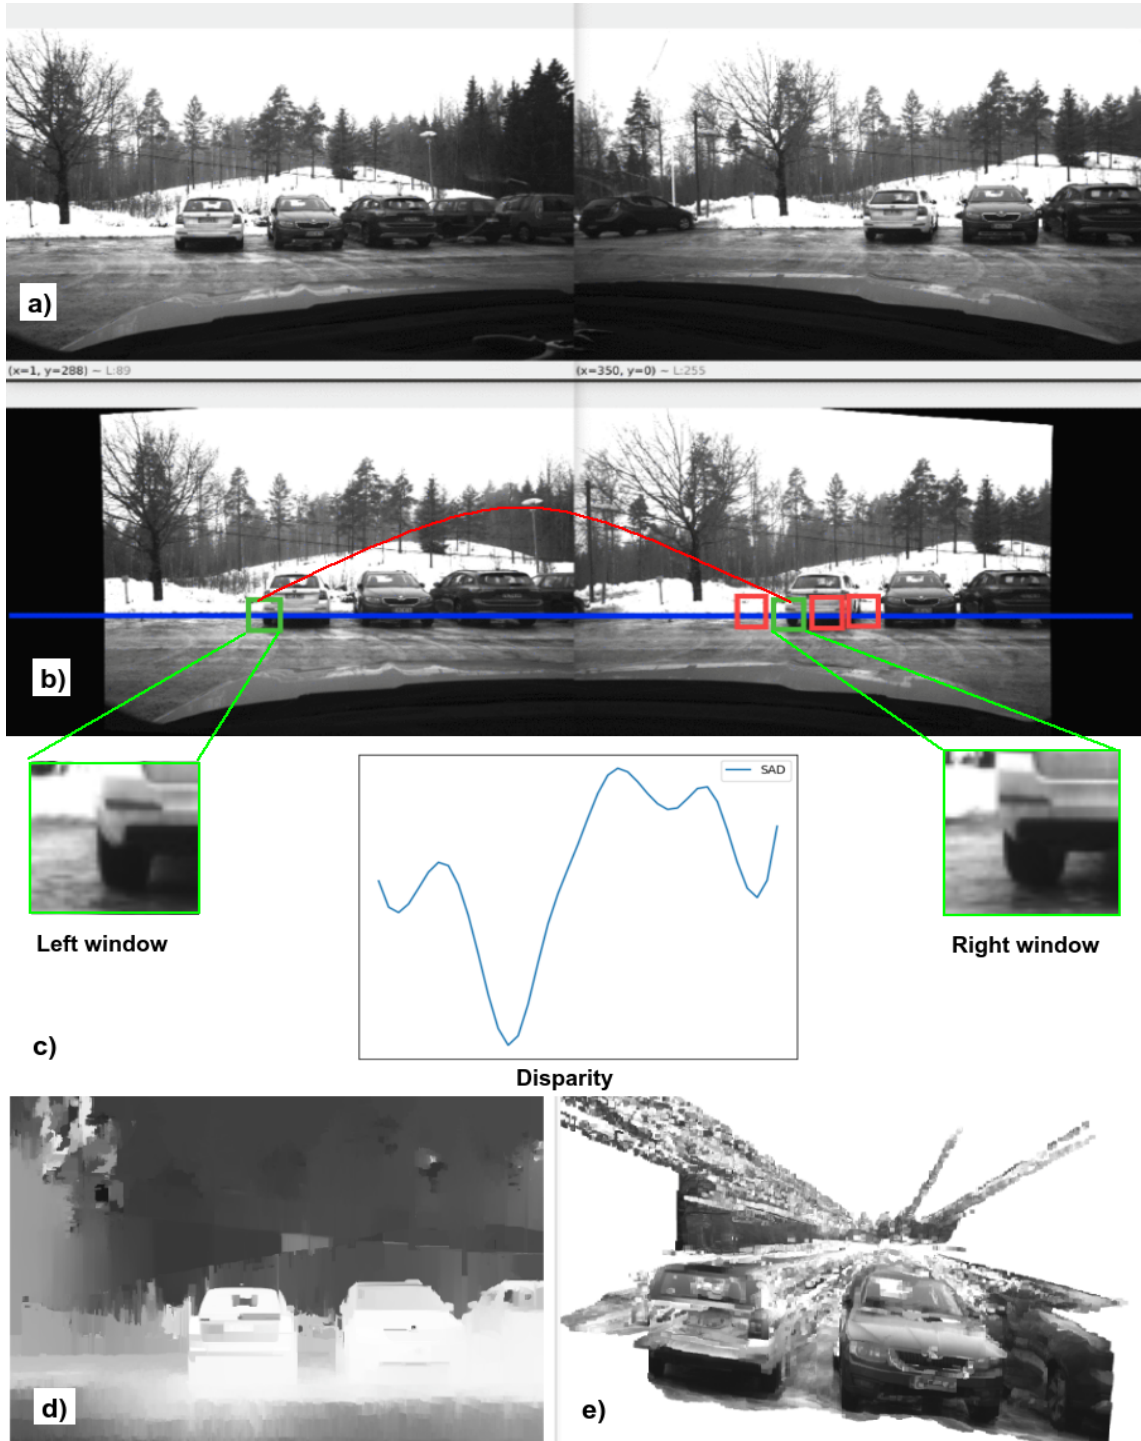 a)
(x=1, y=288) ~ L:89
(x=350, y=0) ~ L:255
b)
SAD
Left window
Right window
c)
Disparity
d)
e)